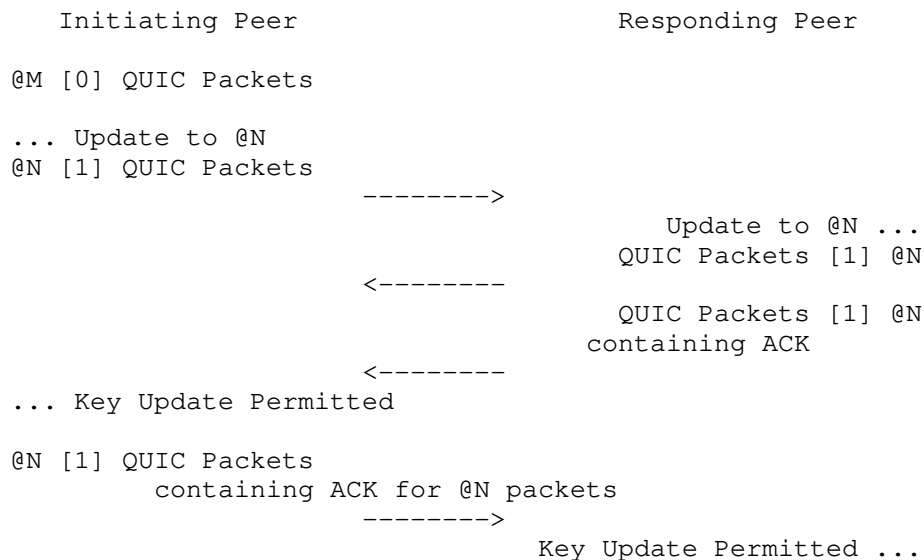 Initiating Peer                    Responding Peer
@M [0] QUIC Packets
... Update to @N
@N [1] QUIC Packets
-------->
Update to @N ...
QUIC Packets [1] @N
<--------
QUIC Packets [1] @N
containing ACK
<--------
... Key Update Permitted
@N [1] QUIC Packets
containing ACK for @N packets
-------->
Key Update Permitted ...